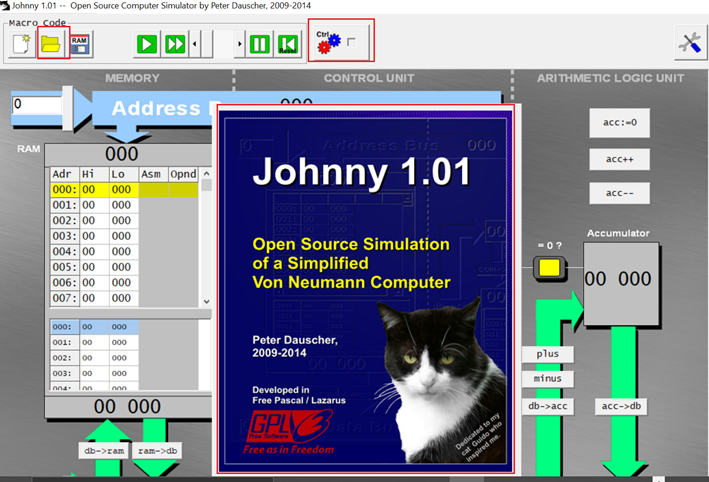 Johnny 1.01 -- Open Source Computer Simulator by Peter Dauscher, 2009-2014
Macro Code
RAM
Reset
Ctrl
MEMORY
CONTROL UNIT
ARITHMETIC LOGIC UNIT
0
Address
000
RAM
000
Adr Hi Lo Asm Opnd
000: 00 000
001: 00 000
002: 00 000
003: 00 000
004: 00 000
005: 00 000
006: 00 000
007: 00 000
000: 00 000
001: 00 000
002: 00 000
003: 00 000
004: 00 000
00 000
db->ram
ram->db
Address Bus 000
Johnny 1.01
Open Source Simulation
of a Simplified
Von Neumann Computer
Peter Dauscher,
2009-2014
Developed in
Free Pascal / Lazarus
GPLv3
Free Software
Free as in Freedom
Dedicated to my
cat Guido who
inspired me.
acc:=0
acc++
acc--
= 0 ?
Accumulator
00 000
plus
minus
db->acc
acc->db